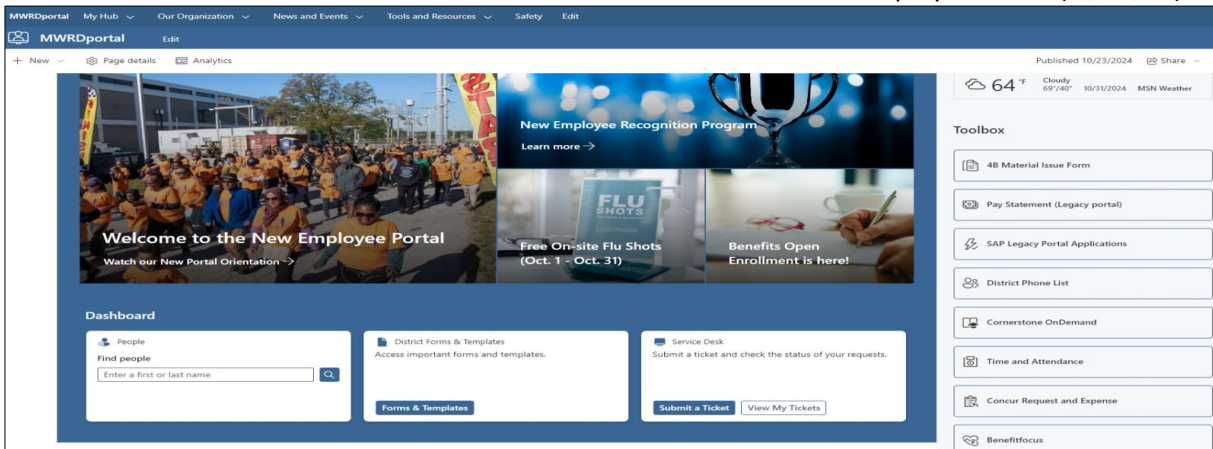 MWRDportal My Hub Our Organization News and Events Tools and Resources Safety Edit
MWRDportal Edit
+ New Page details Analytics Published 10/23/2024 Share
64 °F Cloudy
69°/40° 10/31/2024 MSN Weather
New Employee Recognition Program
Learn more →
Welcome to the New Employee Portal
Watch our New Portal Orientation →
FLU
SHOTS
Free On-site Flu Shots
(Oct. 1 - Oct. 31)
Benefits Open
Enrollment is here!
Dashboard
People
Find people
Enter a first or last name
District Forms & Templates
Access important forms and templates.
Forms & Templates
Service Desk
Submit a ticket and check the status of your requests.
Submit a Ticket View My Tickets
Toolbox
4B Material Issue Form
Pay Statement (Legacy portal)
SAP Legacy Portal Applications
District Phone List
Cornerstone OnDemand
Time and Attendance
Concur Request and Expense
Benefitfocus